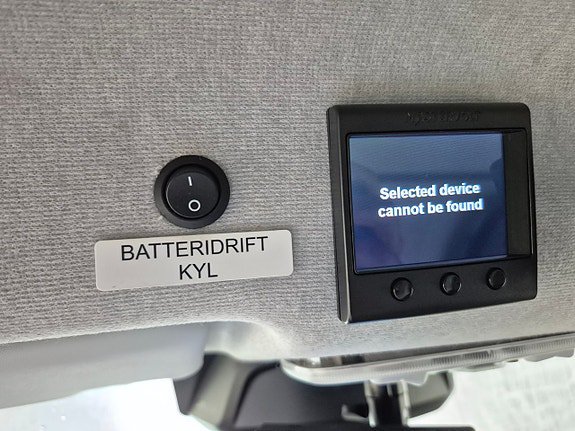 I
O
BATTERIDRIFT
KYL
Selected device
cannot be found